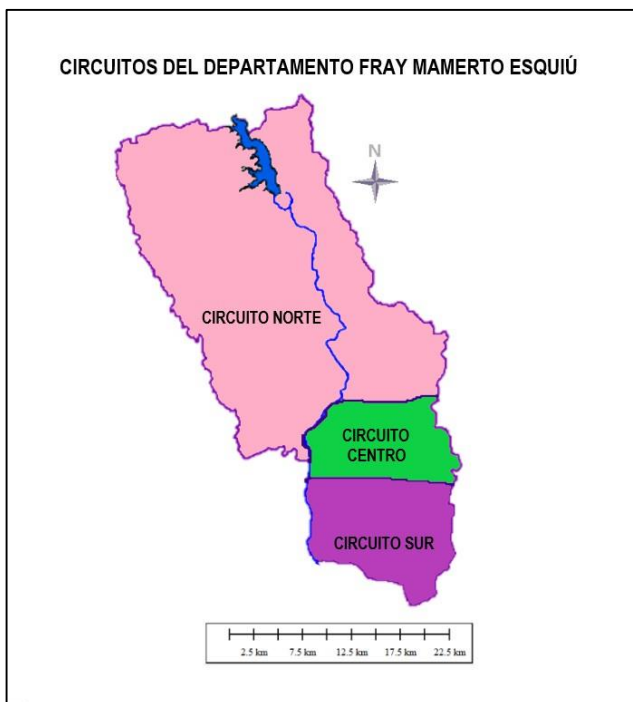 CIRCUITOS DEL DEPARTAMENTO FRAY MAMERTO ESQUIÚ
N
CIRCUITO NORTE
CIRCUITO
CENTRO
CIRCUITO SUR
2.5 km 7.5 km 12.5 km 17.5 km 22.5 km